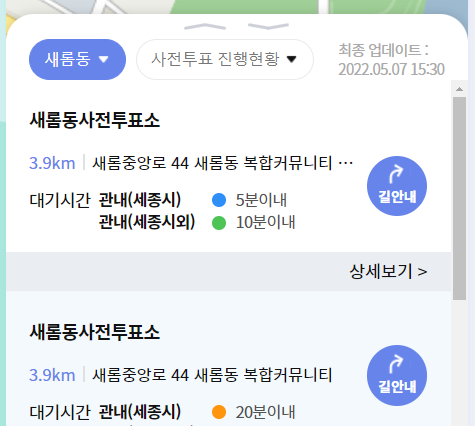 새롬동 ▼ 사전투표 진행현황 ▼ 최종 업데이트 :
2022.05.07 15:30
새롬동사전투표소
3.9km 새롬중앙로 44 새롬동 복합커뮤니티 ⋯
길안내
대기시간 관내(세종시) 5분이내
관내(세종시외) 10분이내
상세보기 >
새롬동사전투표소
3.9km 새롬중앙로 44 새롬동 복합커뮤니티
길안내
대기시간 관내(세종시) 20분이내